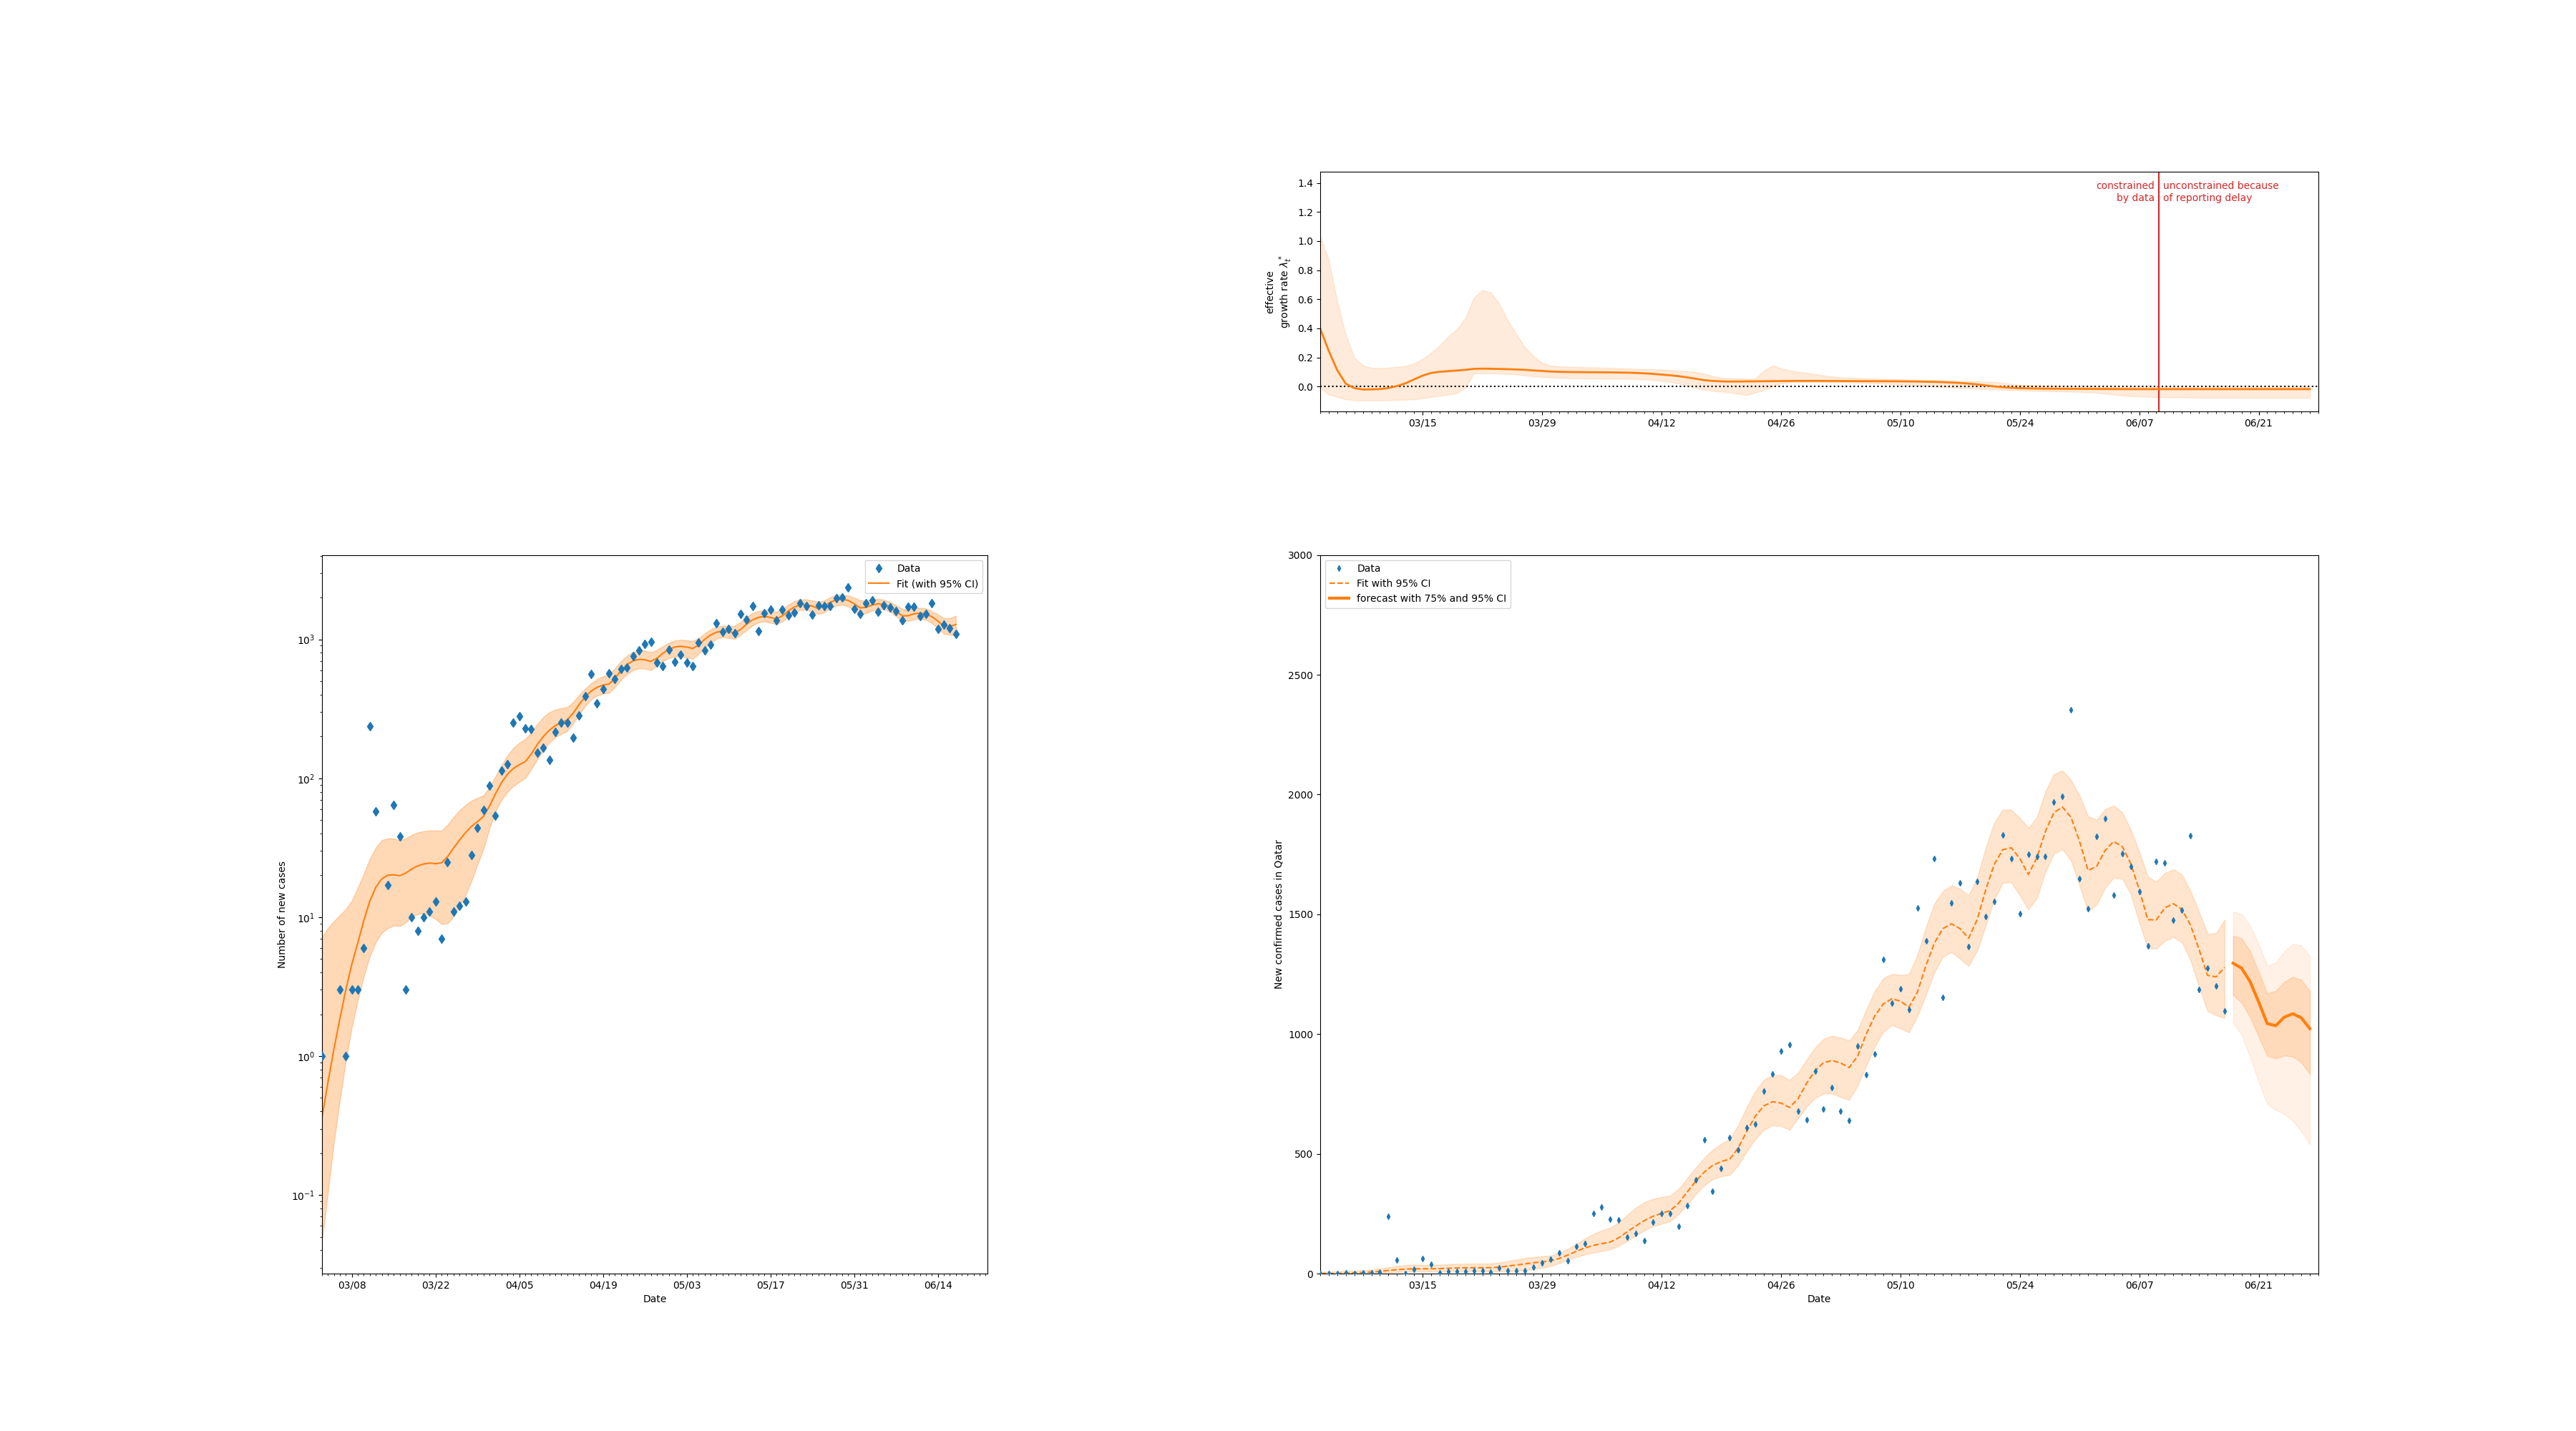 1.4
1.2
1.0
0.8
0.6
0.4
0.2
0.0
effective
growth rate λ*t
constrained
by data
unconstrained because
of reporting delay
03/15 03/29 04/12 04/26 05/10 05/24 06/07 06/21
Number of new cases
10³
10²
10¹
10⁰
10⁻¹
Data
Fit (with 95% CI)
03/08 03/22 04/05 04/19 05/03 05/17 05/31 06/14
Date
New confirmed cases in Qatar
3000
2500
2000
1500
1000
500
0
Data
Fit with 95% CI
forecast with 75% and 95% CI
03/15 03/29 04/12 04/26 05/10 05/24 06/07 06/21
Date